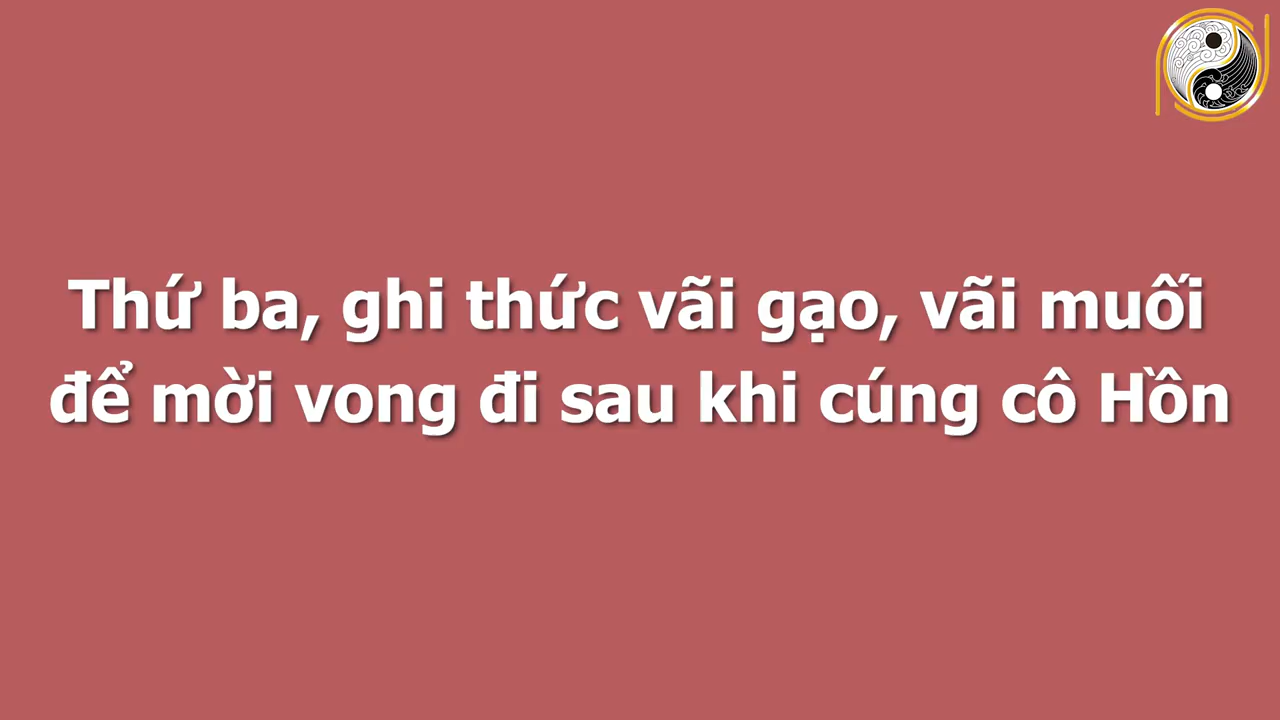 Thứ ba, ghi thức vãi gạo, vãi muối
để mời vong đi sau khi cúng cô Hồn